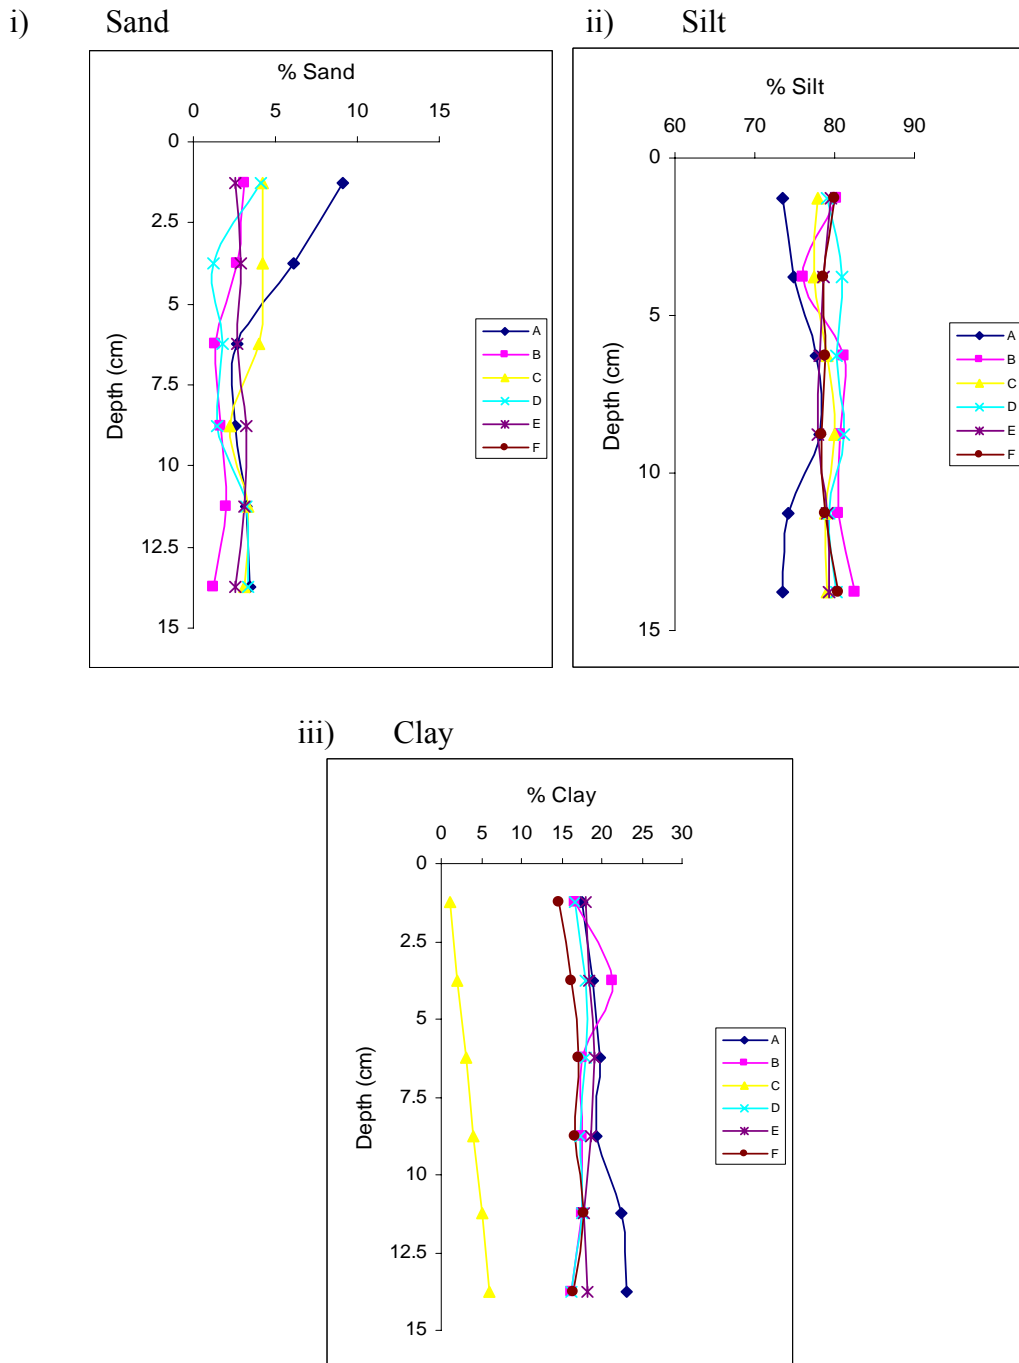 i) Sand
% Sand
0 5 10 15
0
2.5
5
7.5
10
12.5
15
Depth (cm)
A
B
C
D
E
F
ii) Silt
% Silt
60 70 80 90
0
5
10
15
Depth (cm)
A
B
C
D
E
F
iii) Clay
% Clay
0 5 10 15 20 25 30
0
2.5
5
7.5
10
12.5
15
Depth (cm)
A
B
C
D
E
F